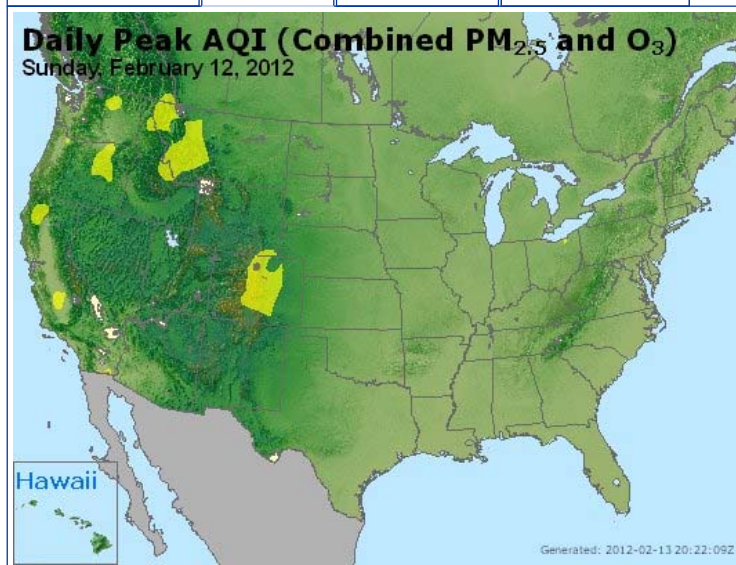 Daily Peak AQI (Combined PM2.5 and O3)
Sunday, February 12, 2012
Hawaii
Generated: 2012-02-13 20:22:09Z